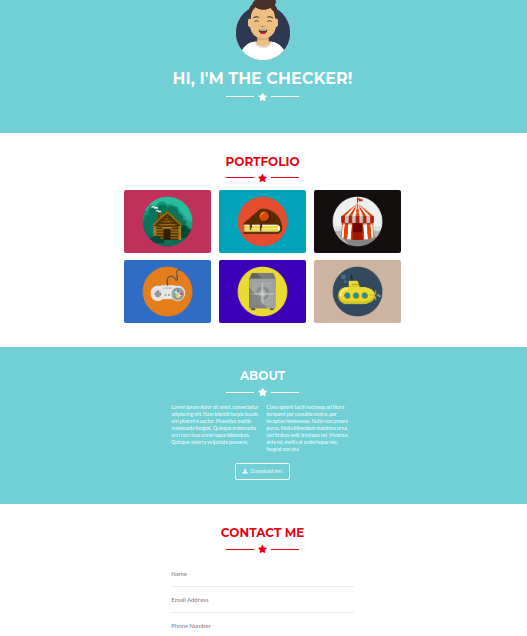 HI, I'M THE CHECKER!
PORTFOLIO
ABOUT
Lorem ipsum dolor sit amet, consectetur
adipiscing elit. Nam blandit turpis iaculis
nisl pharetra auctor. Phasellus mattis
malesuada feugiat. Quisque malesuada
orci non risus scelerisque bibendum.
Quisque viverra vulputate posuere.
Class aptent taciti sociosqu ad litora
torquent per conubia nostra, per
inceptos himenaeos. Nulla non ornare
purus. Nulla bibendum maximus urna,
sed finibus velit tristique est. Vivamus
ante mi, mollis at scelerisque nec,
feugiat non dui.
Download me!
CONTACT ME
Name
Email Address
Phone Number